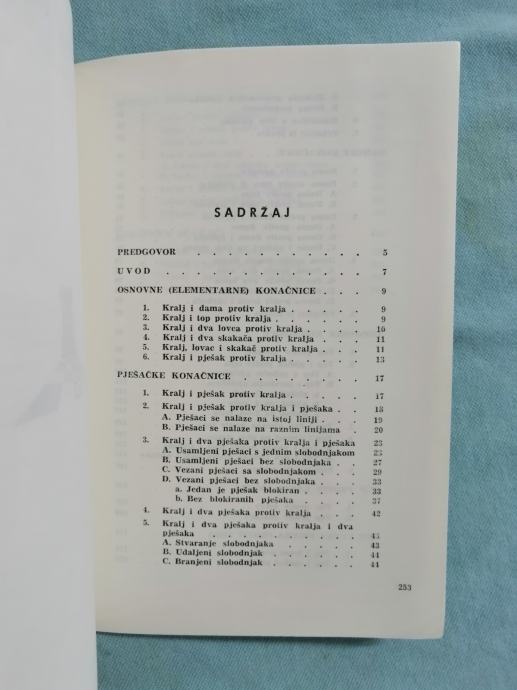 SADRŽAJ
PREDGOVOR . . . . . . . . . . . 5
UVOD . . . . . . . . . . . . 7
OSNOVNE (ELEMENTARNE) KONAČNICE . . . 9
1. Kralj i dama protiv kralja . . . . . 9
2. Kralj i top protiv kralja . . . . . . 9
3. Kralj i dva lovca protiv kralja . . . . 10
4. Kralj i dva skakača protiv kralja . . . 11
5. Kralj, lovac i skakač protiv kralja . . . 11
6. Kralj i pješak protiv kralja . . . . . 13
PJEŠAČKE KONAČNICE . . . . . . . . 17
1. Kralj i pješak protiv kralja . . . . . 17
2. Kralj i pješak protiv kralja i pješaka . . 18
A. Pješaci se nalaze na istoj liniji . . . 19
B. Pješaci se nalaze na raznim linijama . . 20
3. Kralj i dva pješaka protiv kralja i pješaka 23
A. Usamljeni pješaci s jednim slobodnjakom 23
B. Usamljeni pješaci bez slobodnjaka . . . 27
C. Vezani pješaci sa slobodnjakom . . . 29
D. Vezani pješaci bez slobodnjaka . . . 33
a. Jedan je pješak blokiran . . . . 33
b. Bez blokiranih pješaka . . . . . 37
4. Kralj i dva pješaka protiv kralja . . . 42
5. Kralj i dva pješaka protiv kralja i dva
pješaka . . . . . . . . . . 43
A. Stvaranje slobodnjaka . . . . . . 43
B. Udaljeni slobodnjak . . . . . . 44
C. Branjeni slobodnjak . . . . . . 44
253